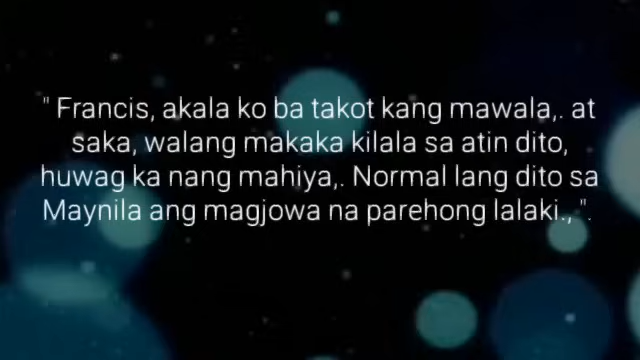 " Francis, akala ko ba takot kang mawala,. at
saka, walang makaka kilala sa atin dito,
huwag ka nang mahiya,. Normal lang dito sa
Maynila ang magjowa na parehong lalaki., ".